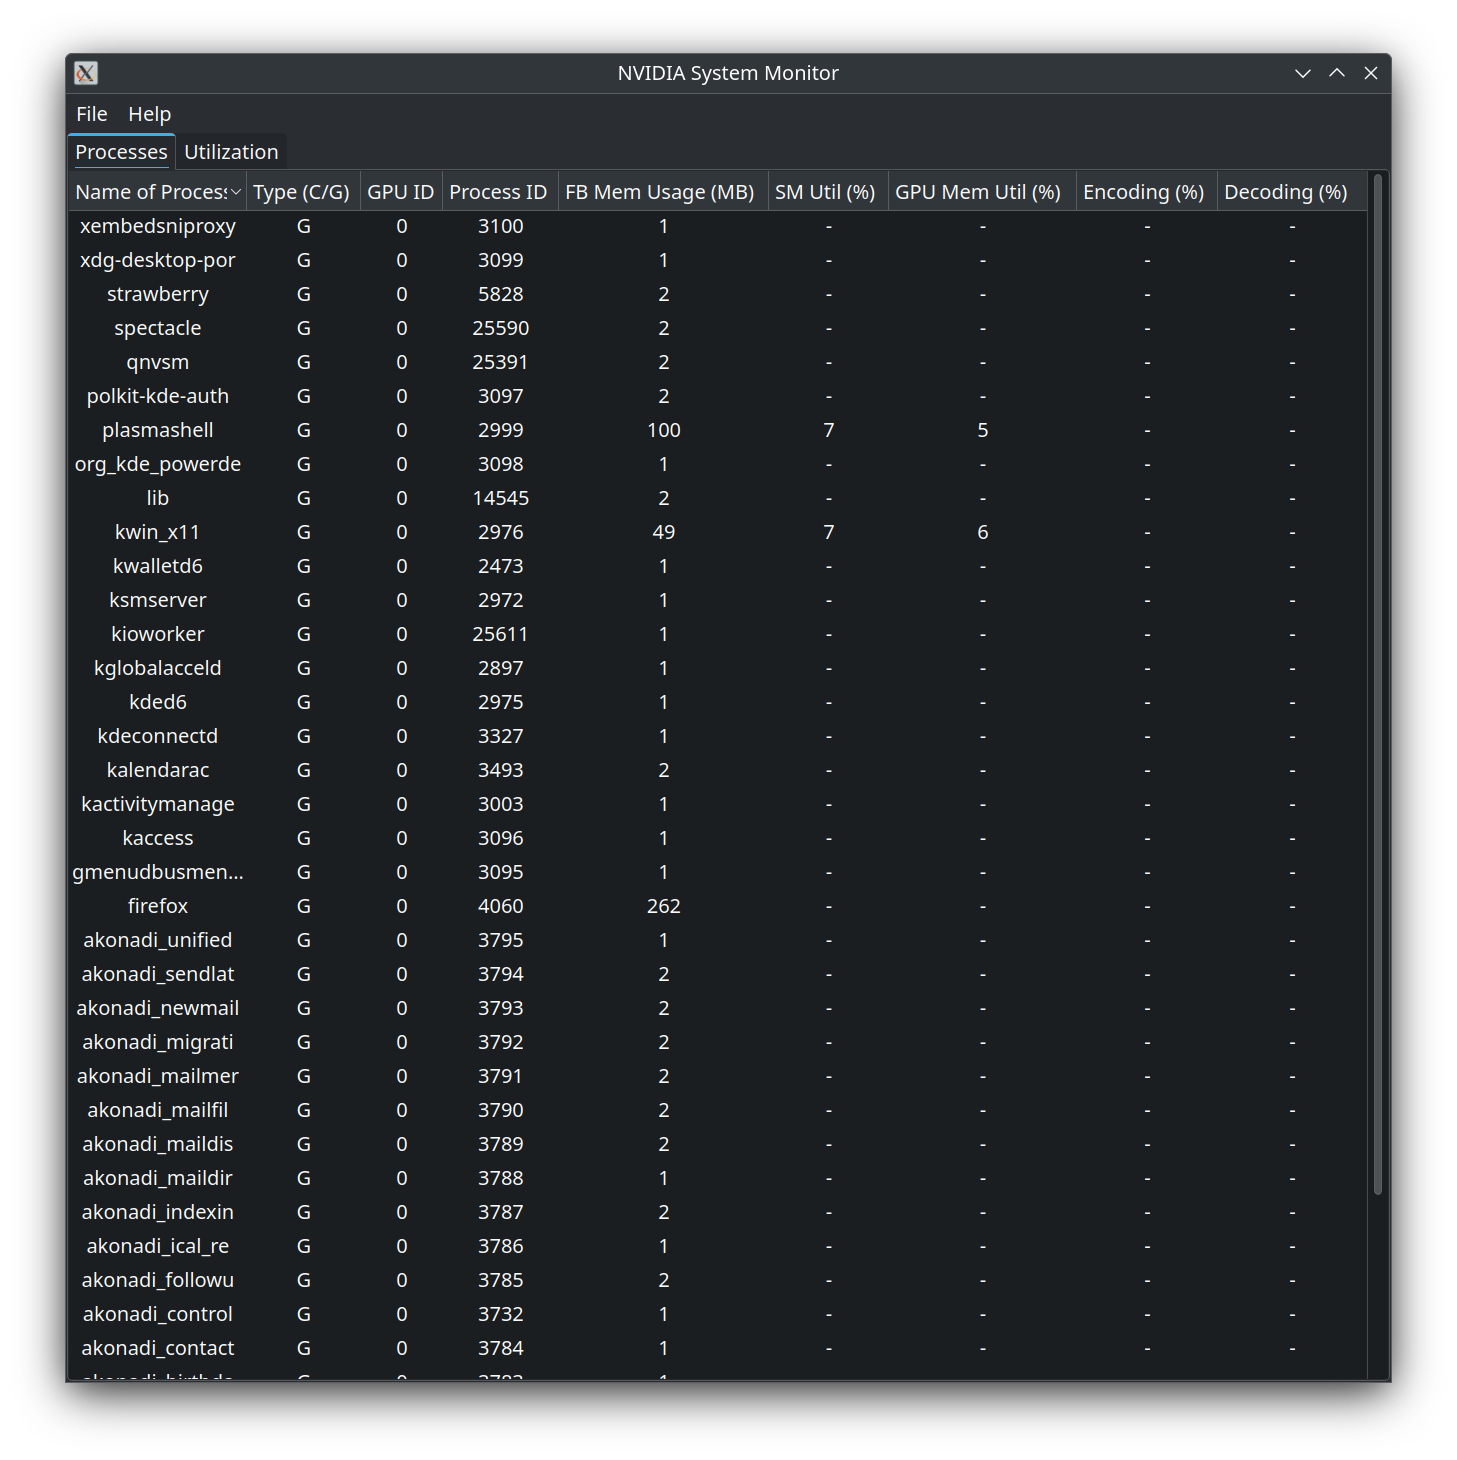 NVIDIA System Monitor
File Help
Processes Utilization
Name of Proces Type (C/G) GPU ID Process ID FB Mem Usage (MB) SM Util (%) GPU Mem Util (%) Encoding (%) Decoding (%)
xembedsniproxy G 0 3100 1 - - - -
xdg-desktop-por G 0 3099 1 - - - -
strawberry G 0 5828 2 - - - -
spectacle G 0 25590 2 - - - -
qnvsm G 0 25391 2 - - - -
polkit-kde-auth G 0 3097 2 - - - -
plasmashell G 0 2999 100 7 5 - -
org_kde_powerde G 0 3098 1 - - - -
lib G 0 14545 2 - - - -
kwin_x11 G 0 2976 49 7 6 - -
kwalletd6 G 0 2473 1 - - - -
ksmserver G 0 2972 1 - - - -
kioworker G 0 25611 1 - - - -
kglobalacceld G 0 2897 1 - - - -
kded6 G 0 2975 1 - - - -
kdeconnectd G 0 3327 1 - - - -
kalendarac G 0 3493 2 - - - -
kactivitymanage G 0 3003 1 - - - -
kaccess G 0 3096 1 - - - -
gmenudbusmen... G 0 3095 1 - - - -
firefox G 0 4060 262 - - - -
akonadi_unified G 0 3795 1 - - - -
akonadi_sendlat G 0 3794 2 - - - -
akonadi_newmail G 0 3793 2 - - - -
akonadi_migrati G 0 3792 2 - - - -
akonadi_mailmer G 0 3791 2 - - - -
akonadi_mailfil G 0 3790 2 - - - -
akonadi_maildis G 0 3789 2 - - - -
akonadi_maildir G 0 3788 1 - - - -
akonadi_indexin G 0 3787 2 - - - -
akonadi_ical_re G 0 3786 1 - - - -
akonadi_followu G 0 3785 2 - - - -
akonadi_control G 0 3732 1 - - - -
akonadi_contact G 0 3784 1 - - - -